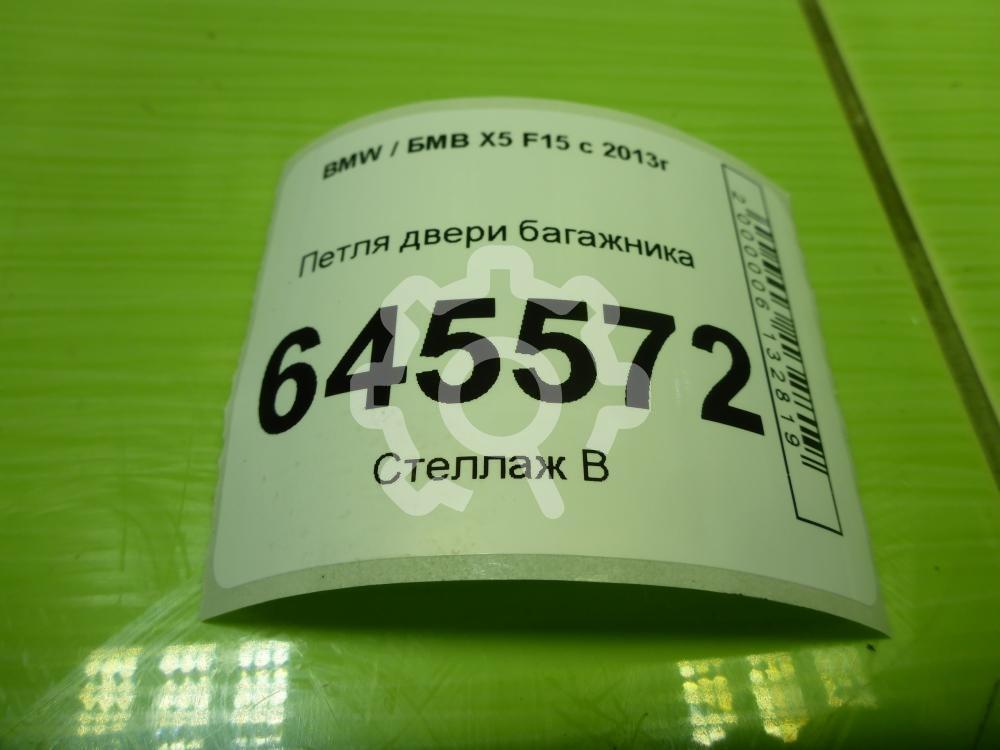 BMW / БМВ X5 F15 с 2013г
Петля двери багажника
645572
Стеллаж В
2000006132819